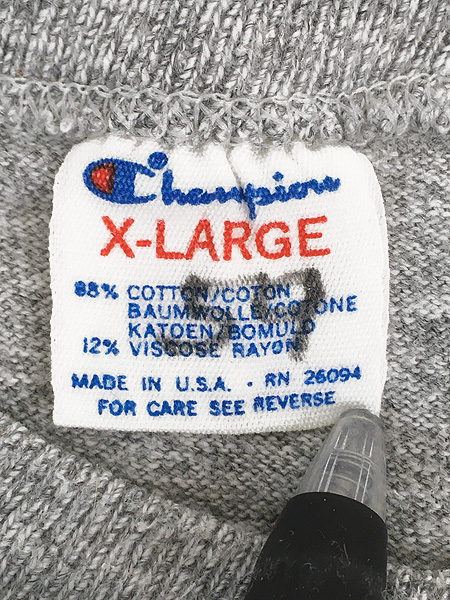 Champion
X-LARGE
88% COTTON/COTON
BAUMWOLLE/COTONE
KATOEN/BOMULD
12% VISCOSE RAYON
MADE IN U.S.A. · RN 26094
FOR CARE SEE REVERSE